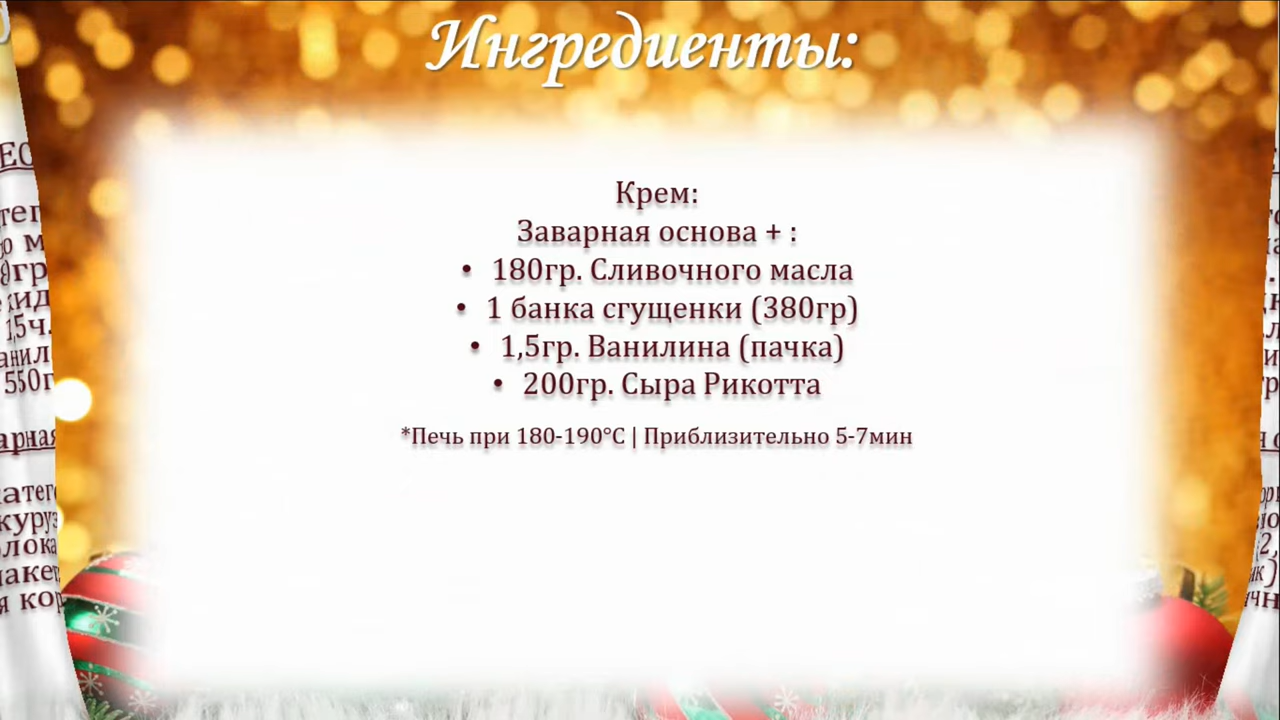 Ингредиенты:
Крем:
Заварная основа + :
• 180гр. Сливочного масла
• 1 банка сгущенки (380гр)
• 1,5гр. Ванилина (пачка)
• 200гр. Сыра Рикотта
*Печь при 180-190°C | Приблизительно 5-7мин